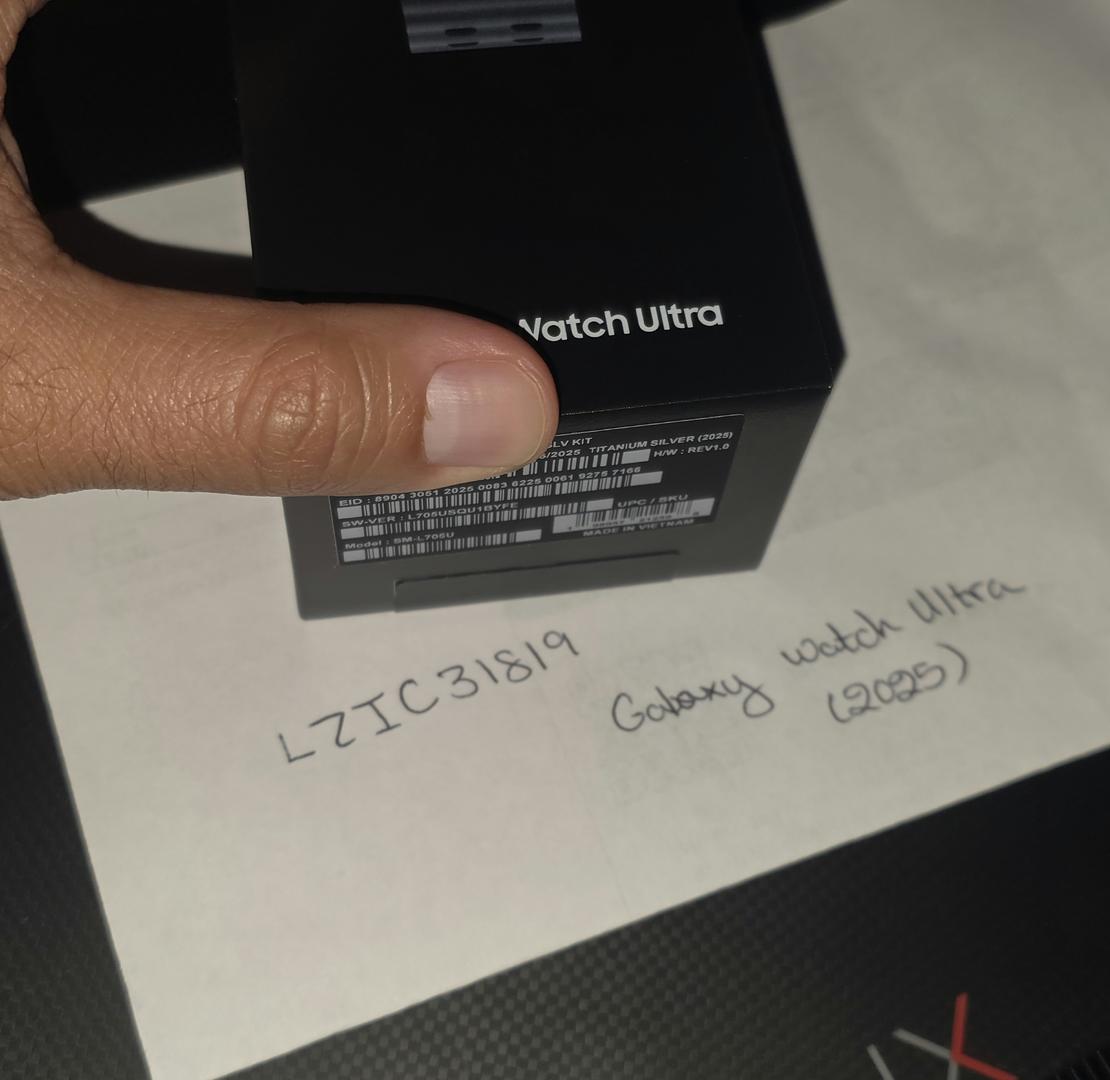 Watch Ultra
SLV KIT
/2025 TITANIUM SILVER (2025)
H/W : REV1.0
EID : 8904 3051 2025 0083 6225 0061 9275 7166
SW-VER : L705USQU1BYFE
UPC / SKU
Model : SM-L705U
MADE IN VIETNAM
LZIC31819
Galaxy Watch Ultra
(2025)